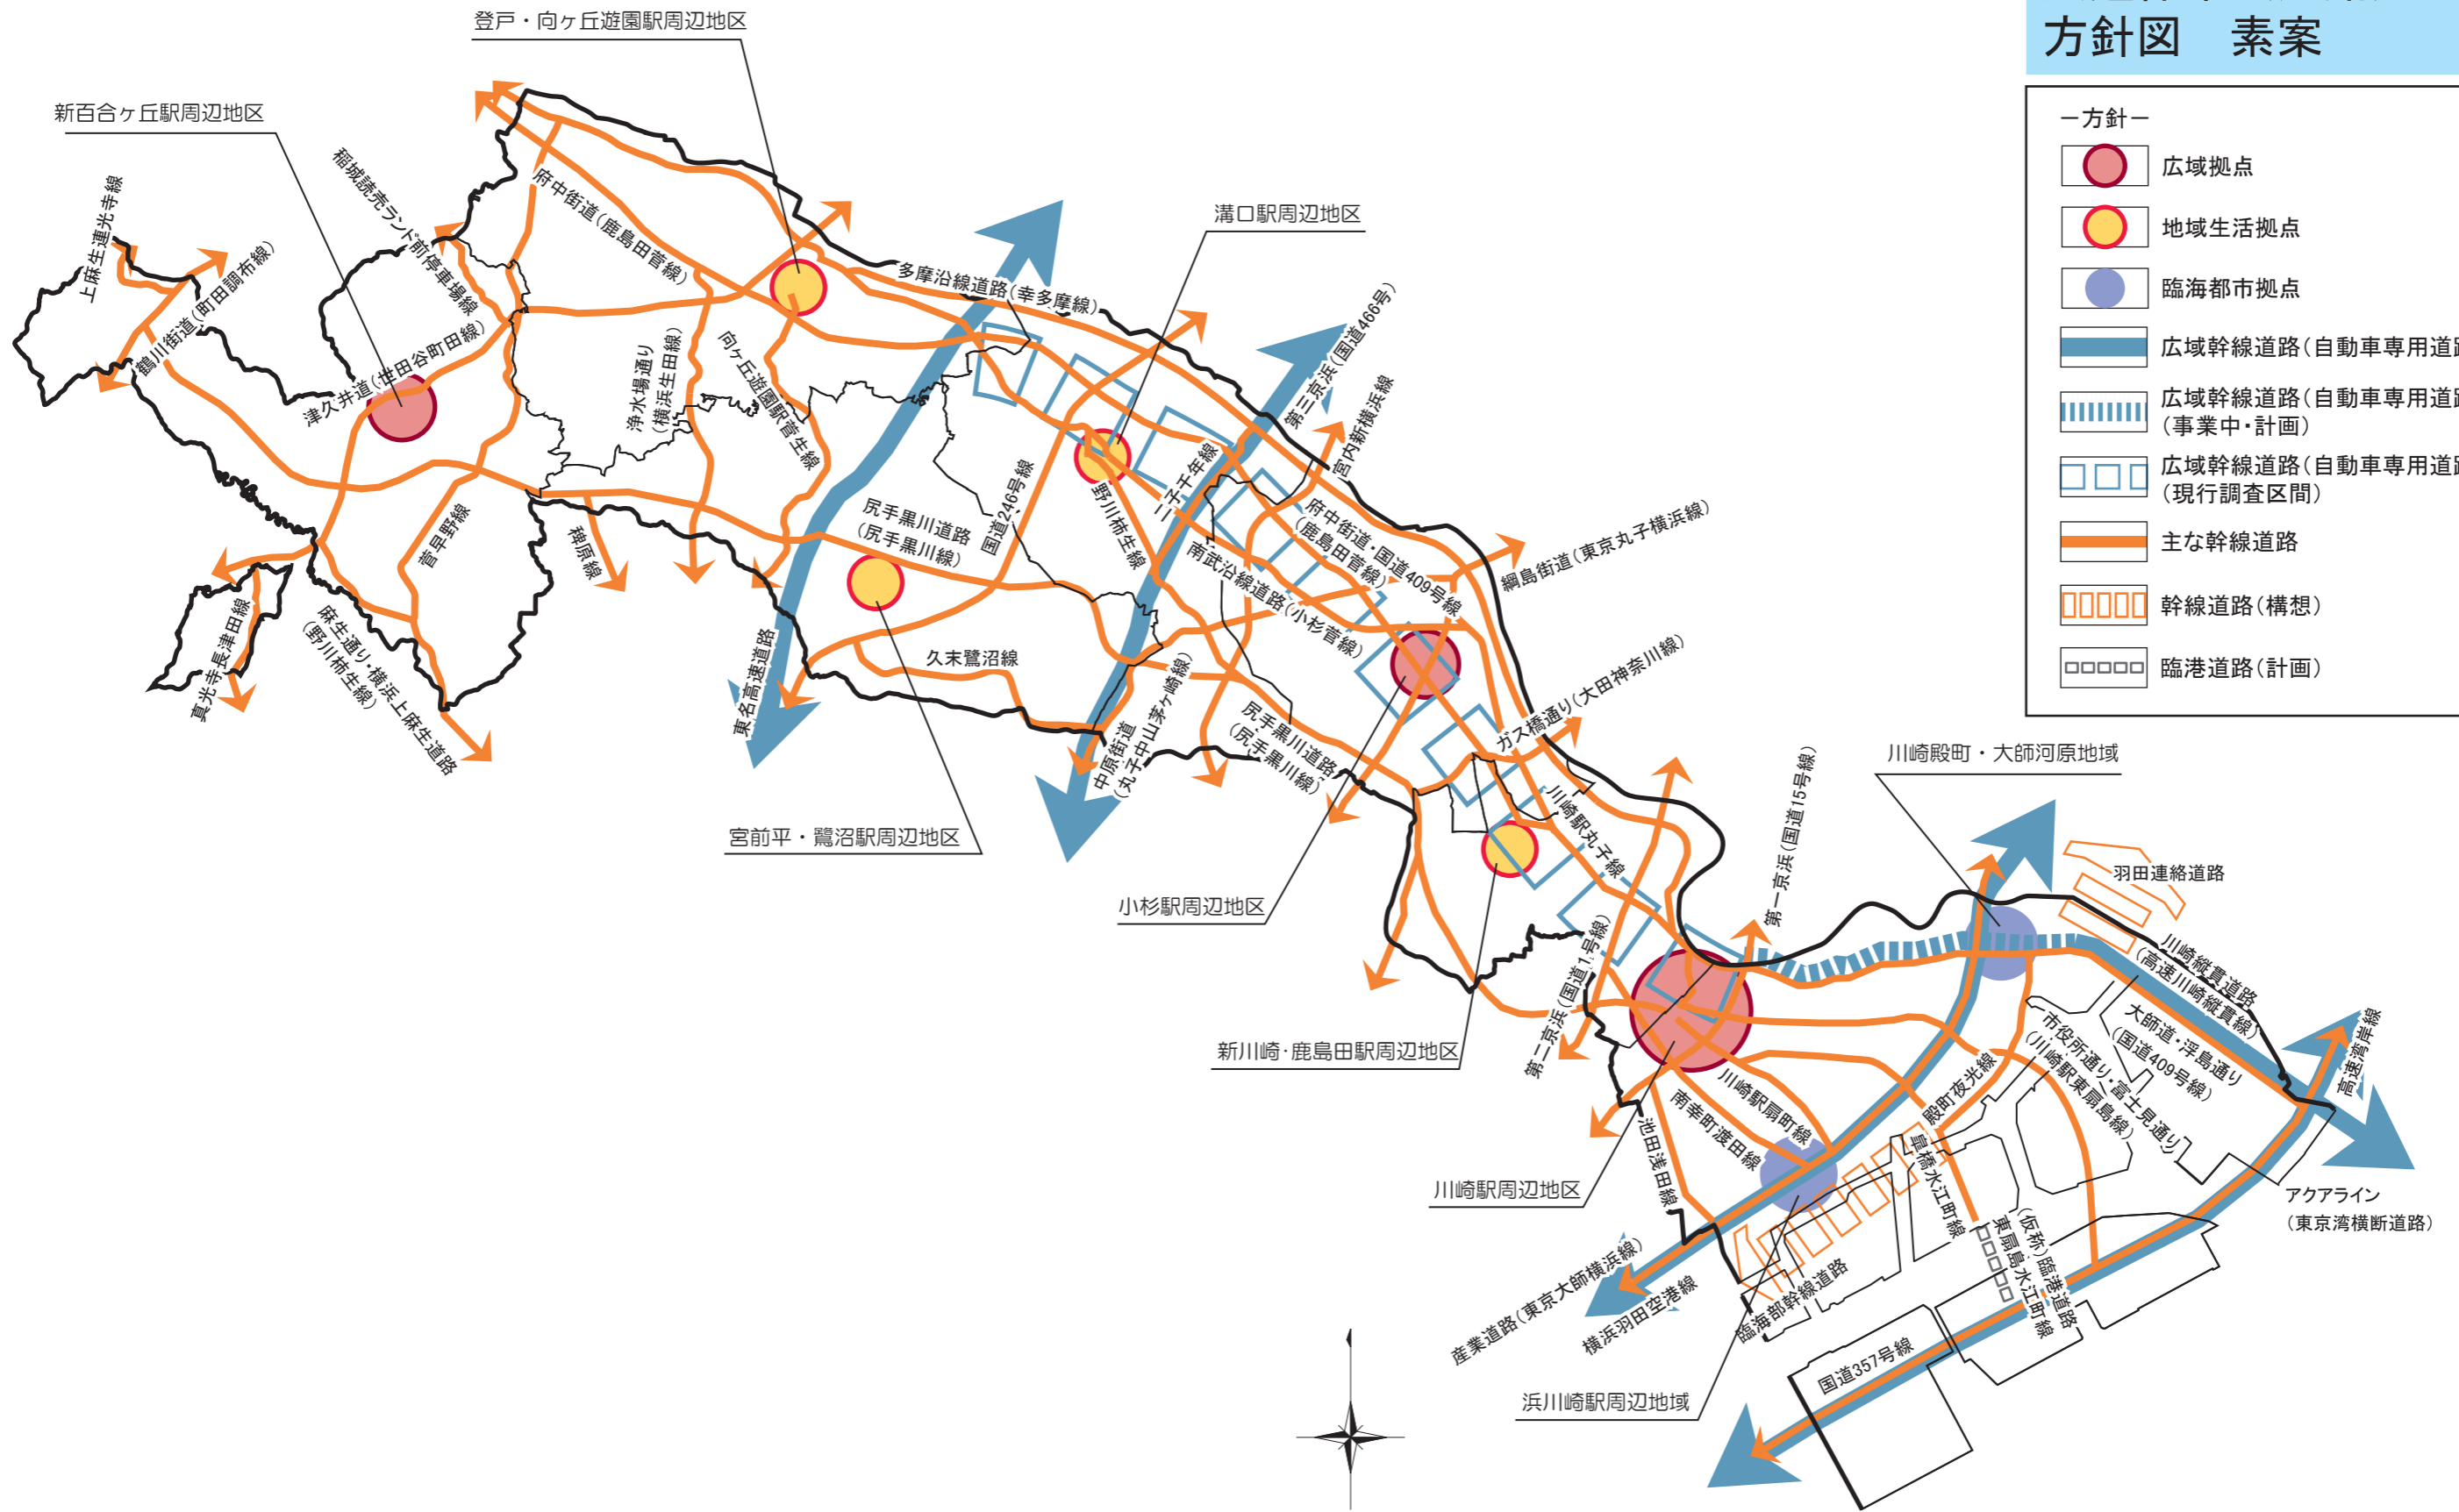 方針図　素案
－方針－
広域拠点
地域生活拠点
臨海都市拠点
広域幹線道路(自動車専用道路
広域幹線道路(自動車専用道路
(事業中・計画)
広域幹線道路(自動車専用道路
(現行調査区間)
主な幹線道路
幹線道路(構想)
臨港道路(計画)
登戸・向ヶ丘遊園駅周辺地区
新百合ヶ丘駅周辺地区
溝口駅周辺地区
宮前平・鷺沼駅周辺地区
小杉駅周辺地区
新川崎・鹿島田駅周辺地区
川崎駅周辺地区
川崎殿町・大師河原地域
浜川崎駅周辺地域
上麻生連光寺線
稲城読売ランド前停車場線
鶴川街道(町田調布線)
津久井道(世田谷町田線)
府中街道(鹿島田菅線)
多摩沿線道路(幸多摩線)
浄水場通り
(横浜生田線)
向ヶ丘遊園駅菅生線
第三京浜(国道466号)
宮内新横浜線
二子千年線
国道246号線
野川柿生線
尻手黒川道路
(尻手黒川線)
菅早野線
稗原線
真光寺長津田線
麻生通り・横浜上麻生道路
(野川柿生線)
東名高速道路
久末鷺沼線
南武沿線道路(小杉菅線)
府中街道・国道409号線
(鹿島田菅線)
綱島街道(東京丸子横浜線)
中原街道
(丸子中山茅ヶ崎線)
尻手黒川道路
(尻手黒川線)
ガス橋通り(大田神奈川線)
川崎駅丸子線
第一京浜(国道15号線)
第二京浜(国道1号線)
羽田連絡道路
川崎縦貫道路
(高速川崎縦貫線)
大師道・浮島通り
(国道409号線)
高速湾岸線
市役所通り・富士見通り
(川崎駅東扇島線)
殿町夜光線
皐橋水江町線
川崎駅扇町線
南幸町渡田線
池田浅田線
アクアライン
(東京湾横断道路)
(仮称)臨港道路
東扇島水江町線
産業道路(東京大師横浜線)
横浜羽田空港線
臨海部幹線道路
国道357号線